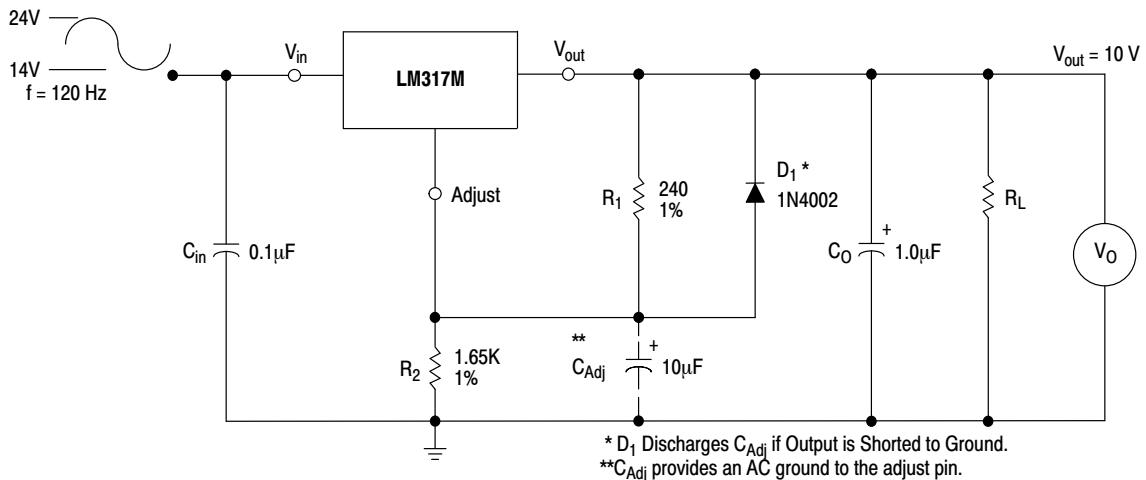 24V
14V
f = 120 Hz
Vin
LM317M
Vout
Vout = 10 V
Adjust
Cin
0.1μF
R1
240
1%
D1 *
1N4002
CO
+
1.0μF
RL
VO
R2
1.65K
1%
**
CAdj
+
10μF
* D1 Discharges CAdj if Output is Shorted to Ground.
**CAdj provides an AC ground to the adjust pin.